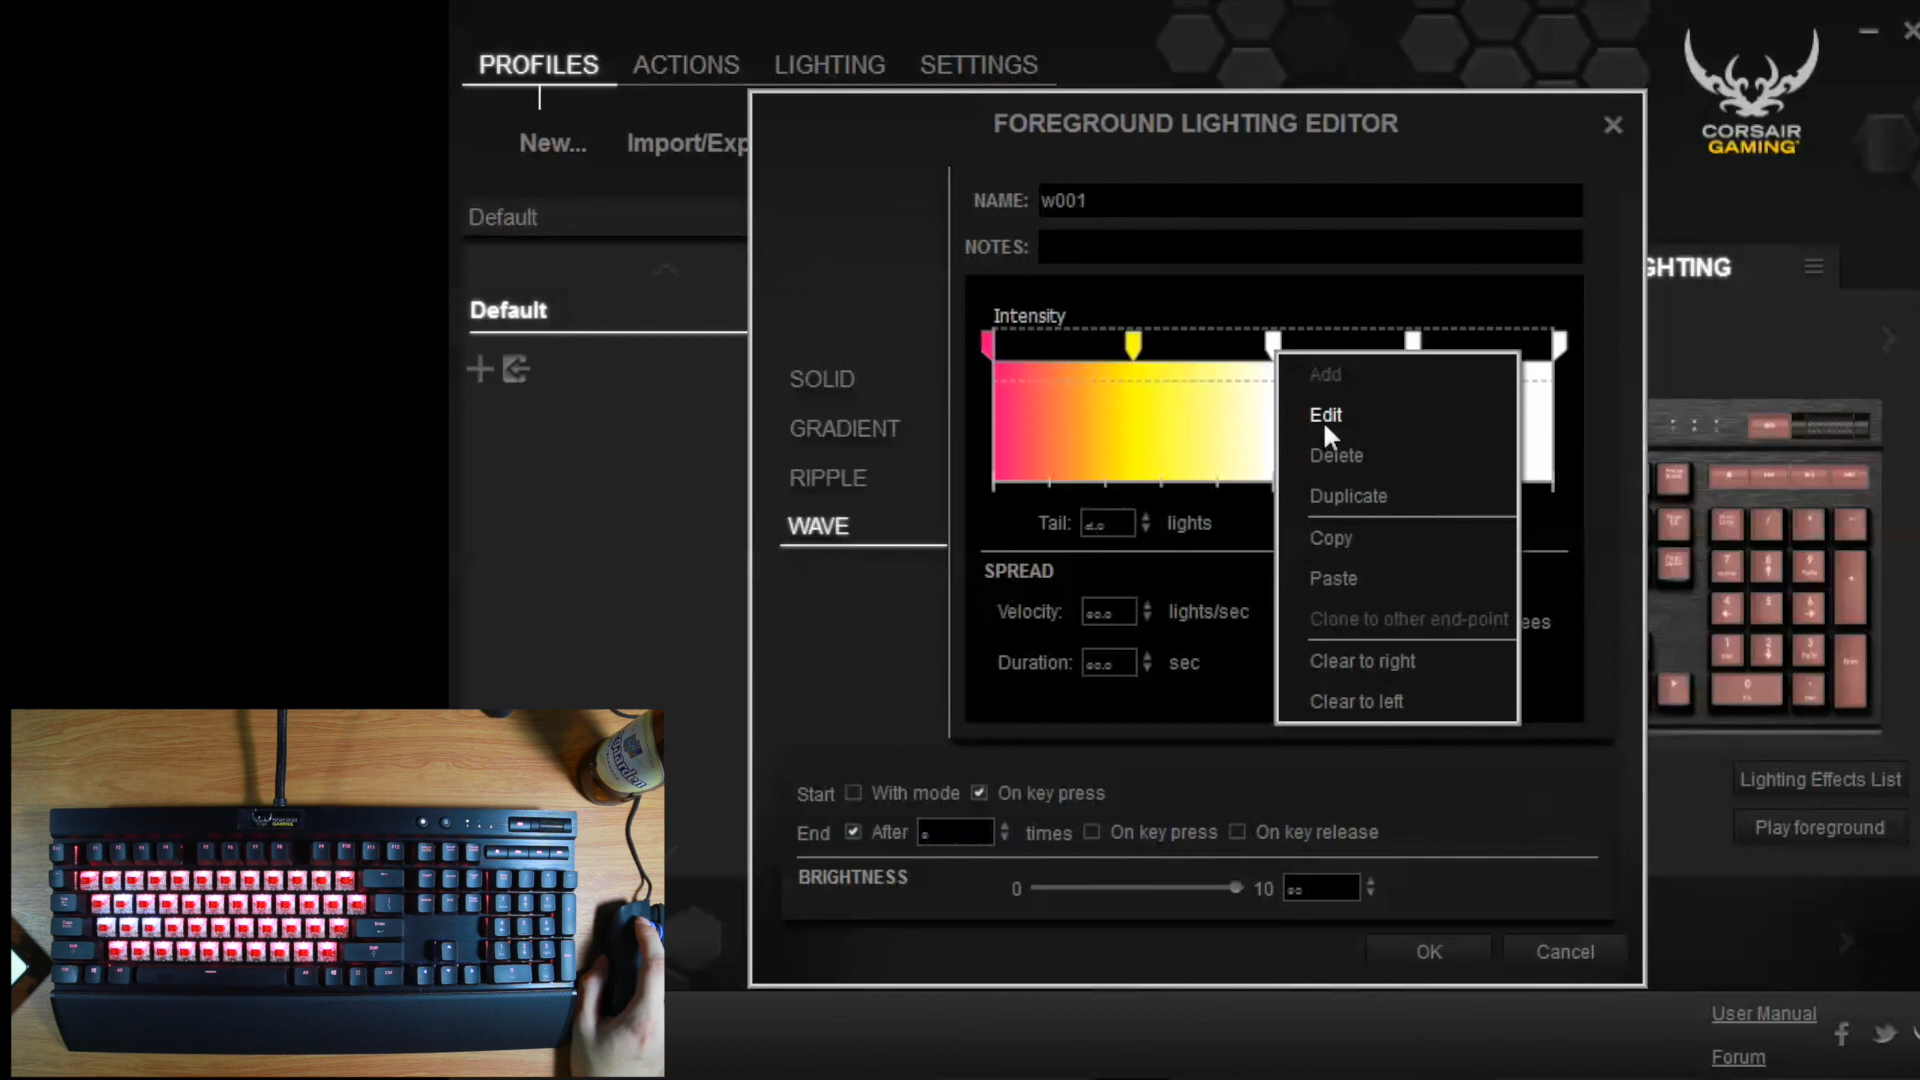 PROFILES ACTIONS LIGHTING SETTINGS
CORSAIR
GAMING
New... Import/Exp
Default
Default
FOREGROUND LIGHTING EDITOR
NAME: w001
NOTES:
SOLID
GRADIENT
RIPPLE
WAVE
Intensity
Tail: lights
SPREAD
Velocity: lights/sec
Duration: sec
ees
Add
Edit
Delete
Duplicate
Copy
Paste
Clone to other end-point
Clear to right
Clear to left
GHTING
Start With mode On key press
End After times On key press On key release
BRIGHTNESS 0 10
OK Cancel
Lighting Effects List
Play foreground
User Manual
Forum